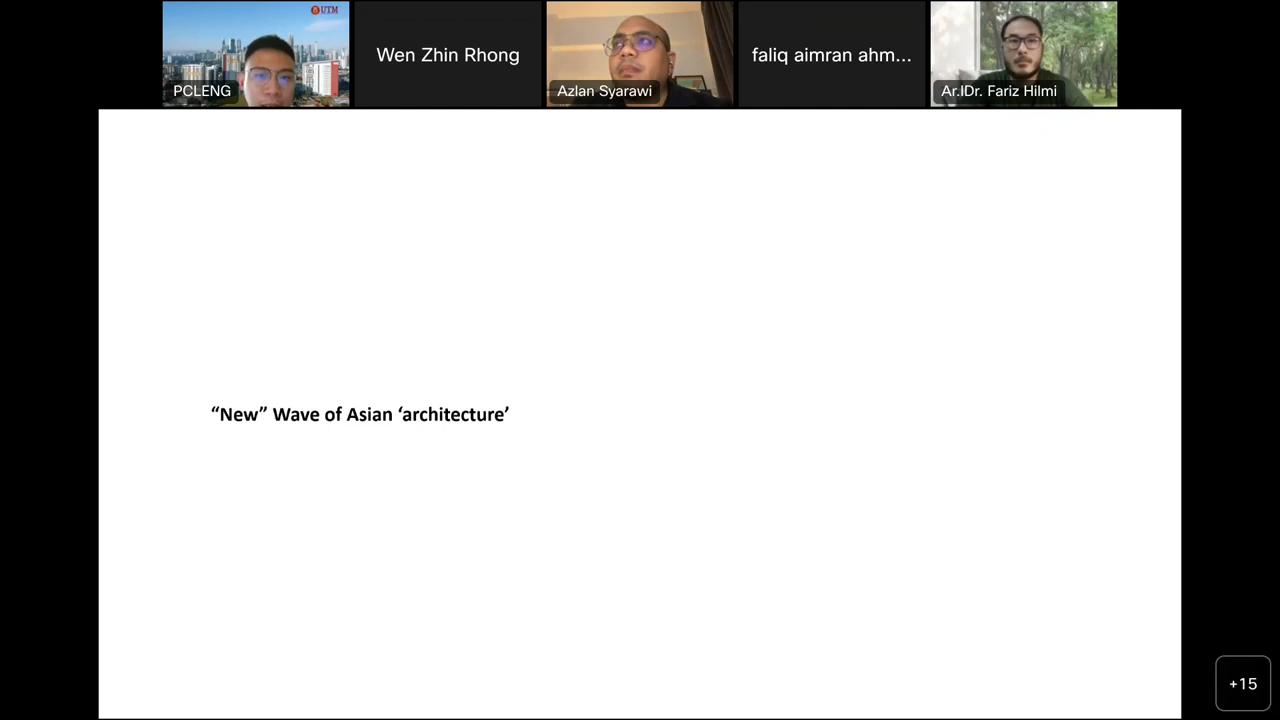 UTM
PCLENG
Wen Zhin Rhong
Azlan Syarawi
faliq aimran ahm...
Ar.IDr. Fariz Hilmi
“New” Wave of Asian ‘architecture’
+15